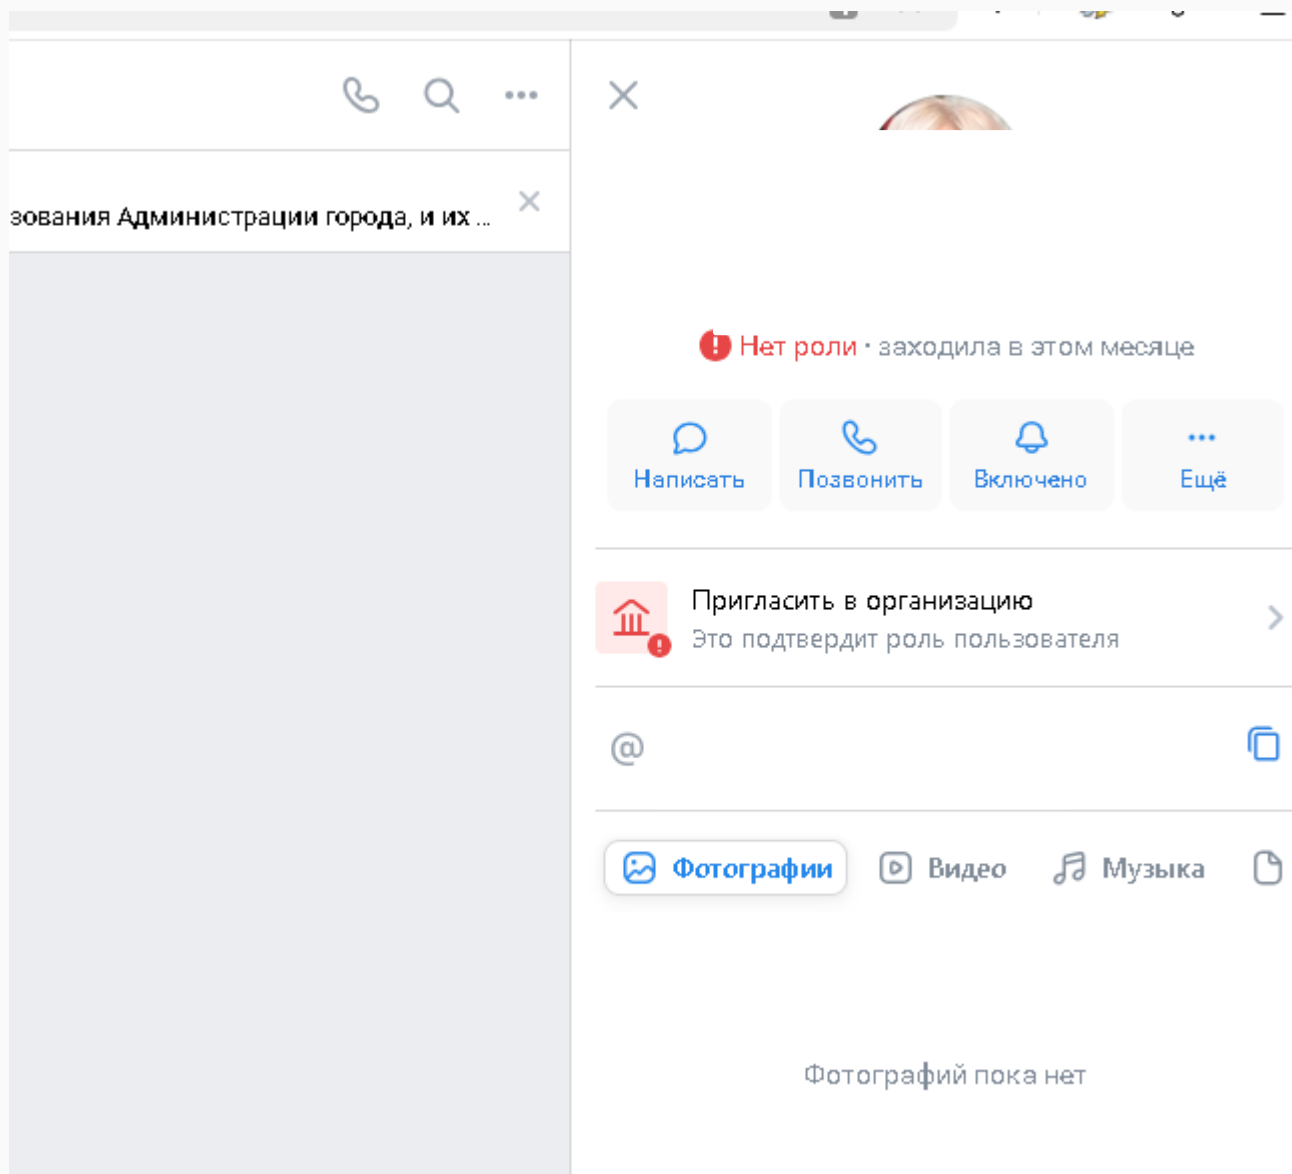 зования Администрации города, и их ...
Нет роли · заходила в этом месяце
Написать
Позвонить
Включено
Ещё
Пригласить в организацию
Это подтвердит роль пользователя
@
Фотографии
Видео
Музыка
Фотографий пока нет